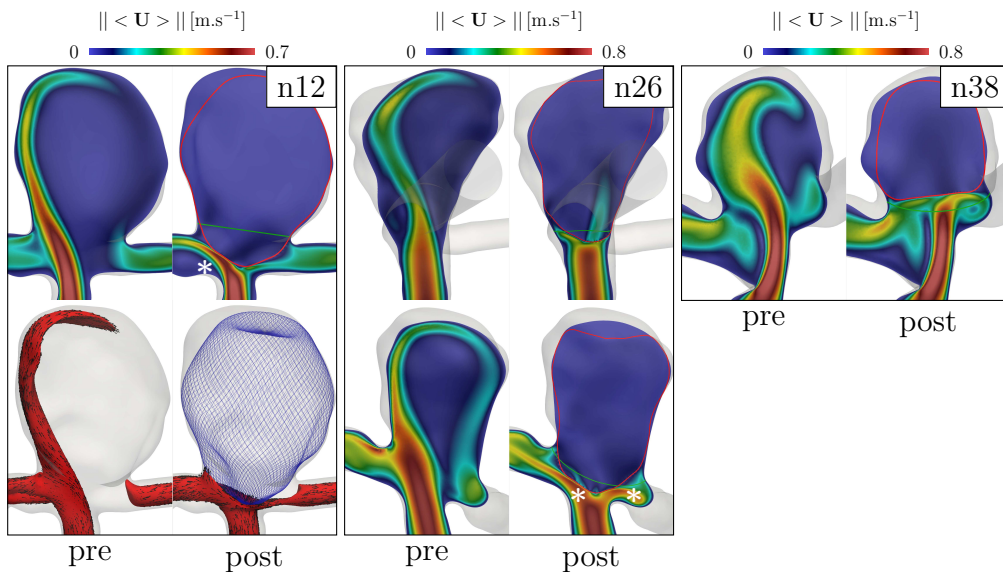 || < U > || [m.s⁻¹]
0 0.7
|| < U > || [m.s⁻¹]
0 0.8
|| < U > || [m.s⁻¹]
0 0.8
n12
n26
n38
*
pre post
* *
pre post
pre post